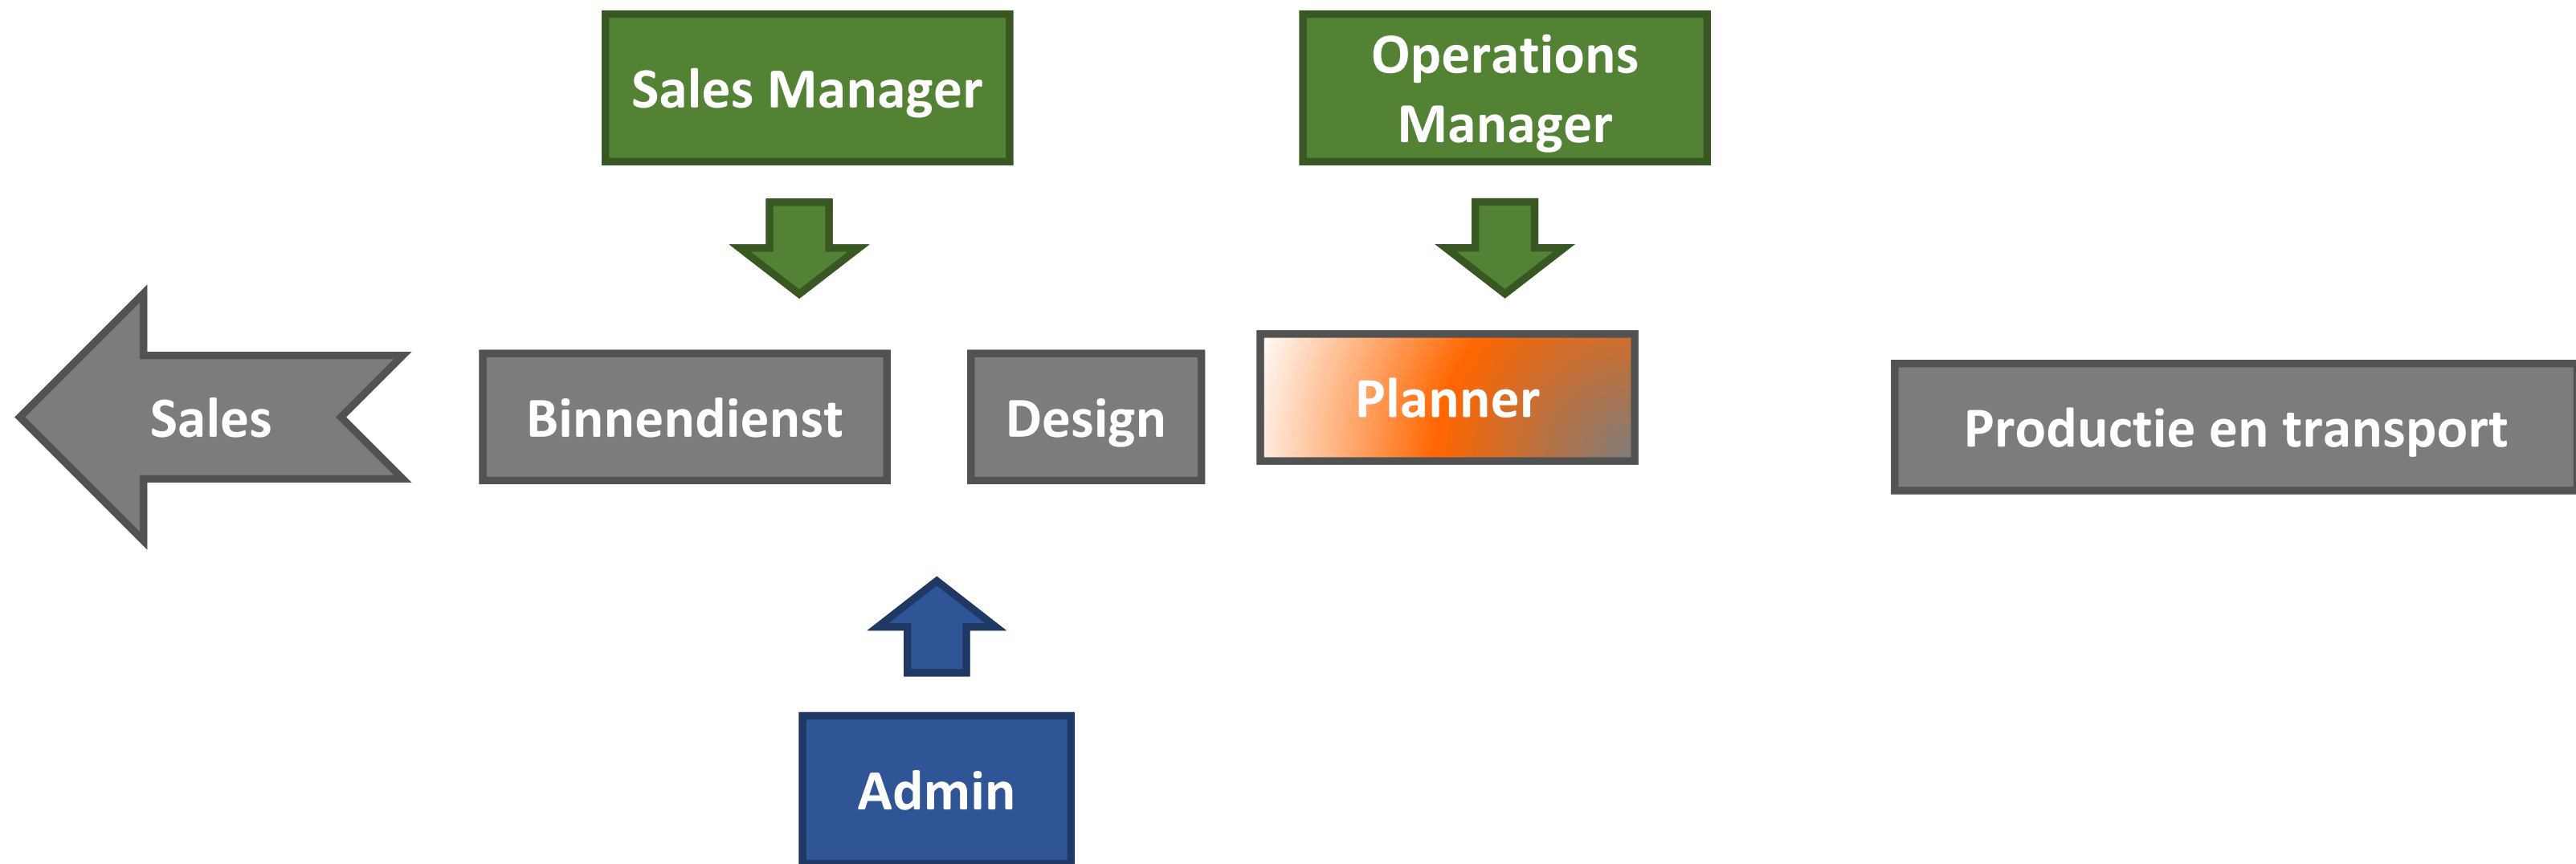 Sales Manager
Operations
Manager
Sales
Binnendienst
Design
Planner
Productie en transport
Admin